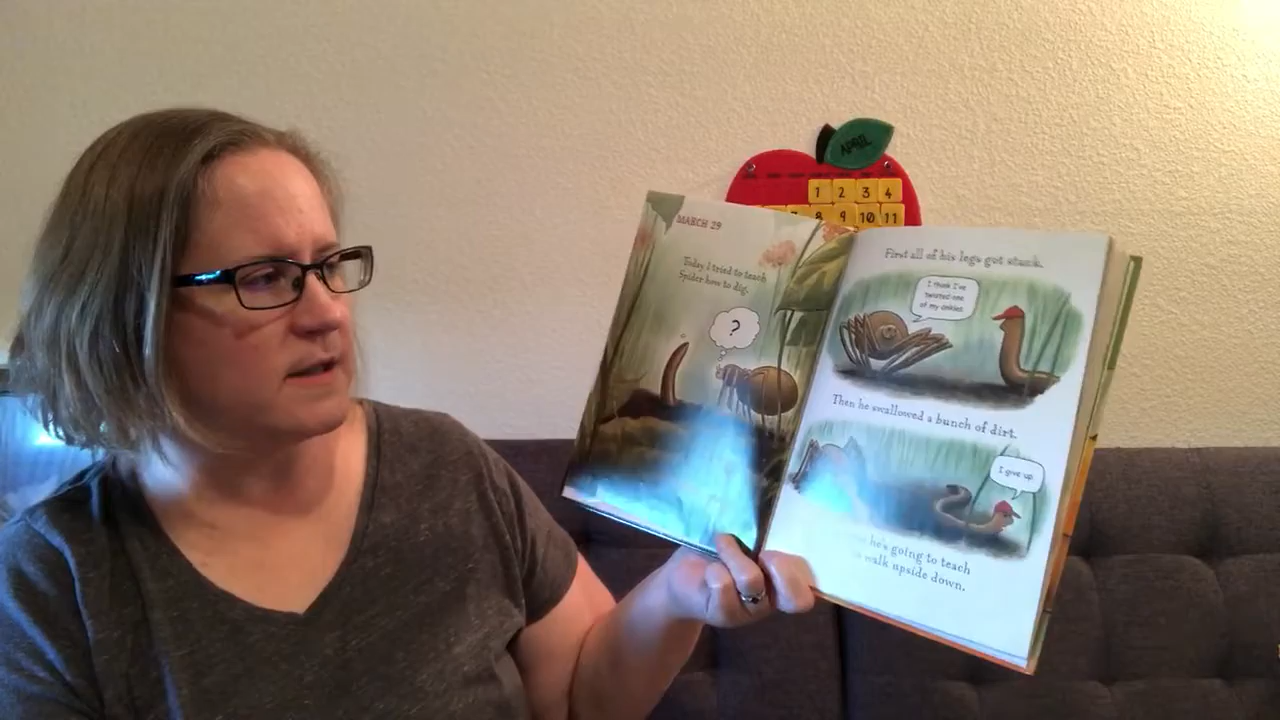 APRIL
1 2 3 4
8 9 10 11
MARCH 29
Today I tried to teach
Spider how to dig.
?
First all of his legs got stuck.
I think I've
twisted one
of my ankles.
Then he swallowed a bunch of dirt.
I give up.
he's going to teach
walk upside down.